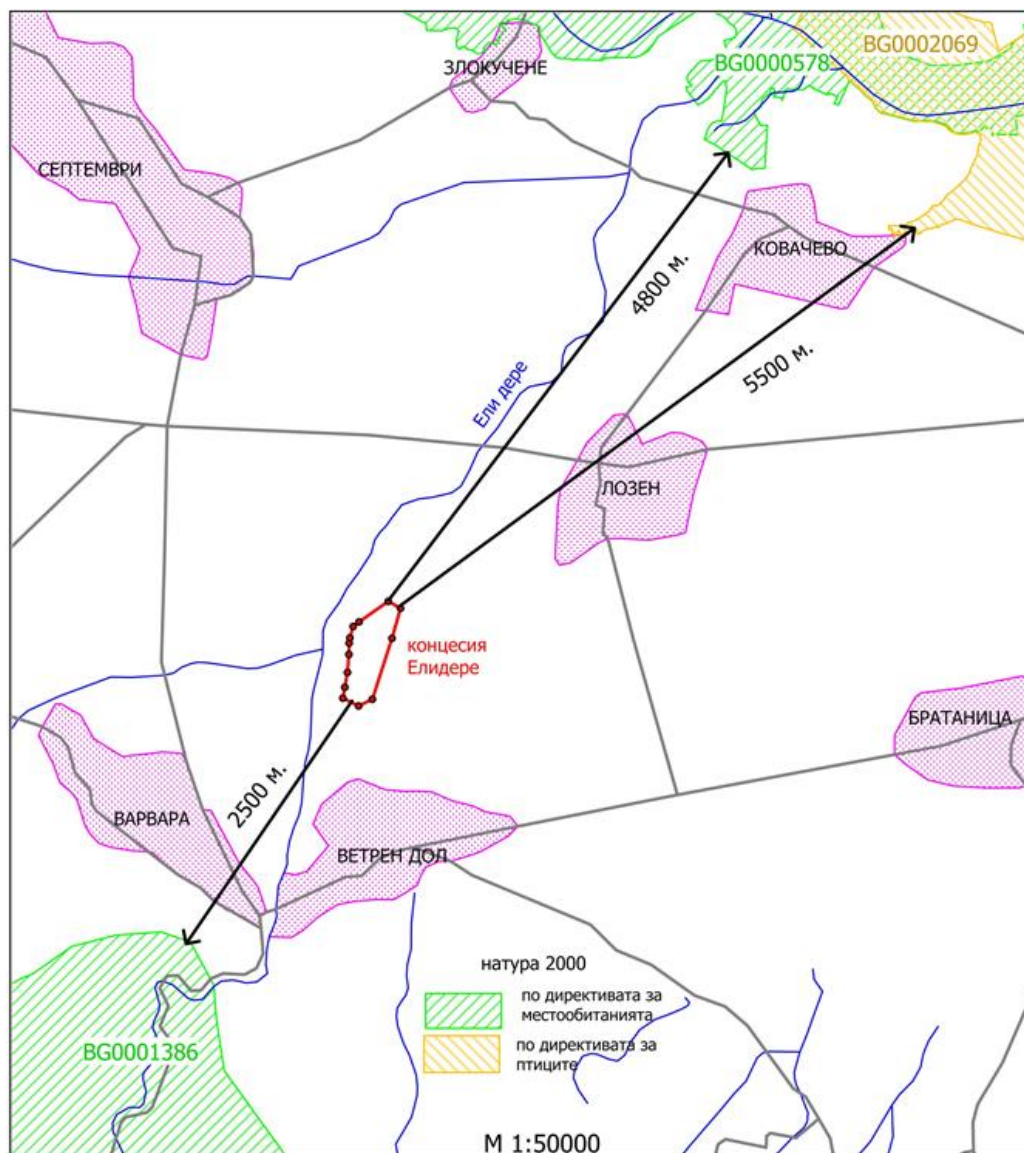 BG0002069
BG0000578
ЗЛОКУЧЕНЕ
СЕПТЕМВРИ
КОВАЧЕВО
4800 м.
5500 м.
Ели дере
ЛОЗЕН
концесия
Елидере
БРАТАНИЦА
2500 м.
ВАРВАРА
ВЕТРЕН ДОЛ
натура 2000
по директивата за
местообитанията
по директивата за
птиците
BG0001386
М 1:50000